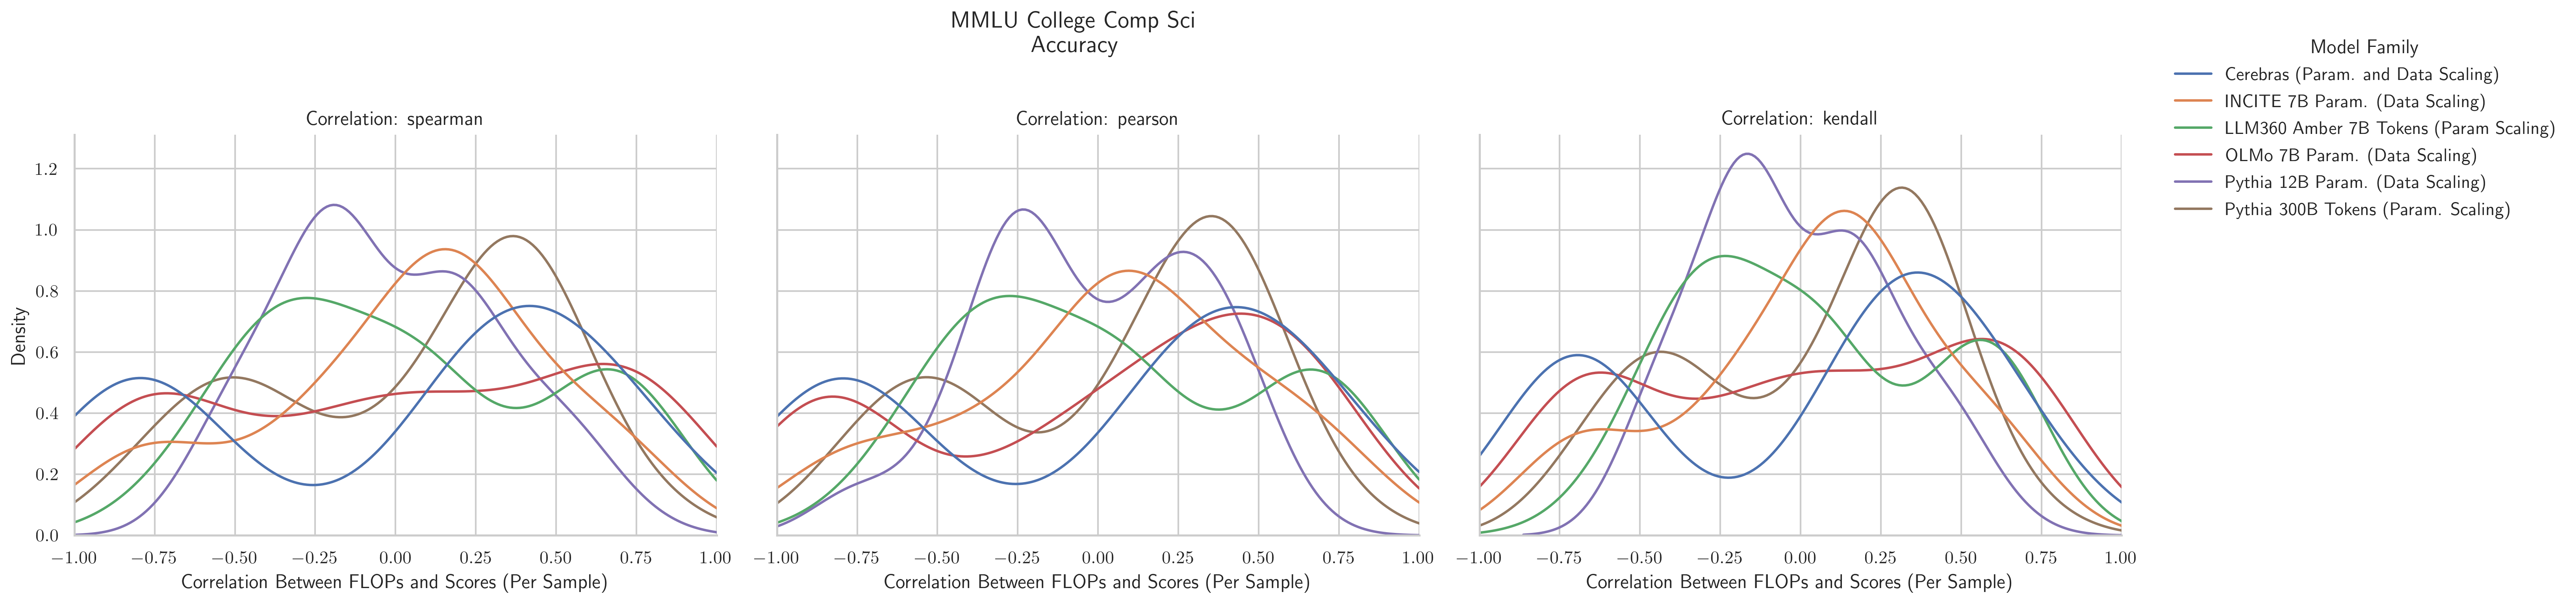 MMLU College Comp Sci
Accuracy
Model Family
Cerebras (Param. and Data Scaling)
INCITE 7B Param. (Data Scaling)
LLM360 Amber 7B Tokens (Param Scaling)
OLMo 7B Param. (Data Scaling)
Pythia 12B Param. (Data Scaling)
Pythia 300B Tokens (Param. Scaling)
Correlation: spearman
Correlation: pearson
Correlation: kendall
Density
1.2
1.0
0.8
0.6
0.4
0.2
0.0
−1.00 −0.75 −0.50 −0.25 0.00 0.25 0.50 0.75 1.00
−1.00 −0.75 −0.50 −0.25 0.00 0.25 0.50 0.75 1.00
−1.00 −0.75 −0.50 −0.25 0.00 0.25 0.50 0.75 1.00
Correlation Between FLOPs and Scores (Per Sample)
Correlation Between FLOPs and Scores (Per Sample)
Correlation Between FLOPs and Scores (Per Sample)